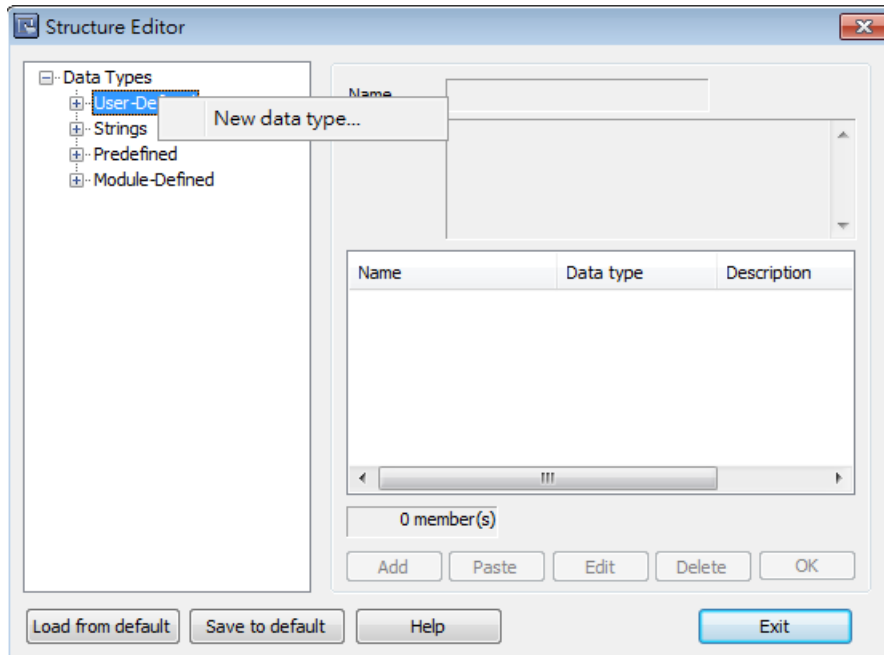 Structure Editor
Data Types
User-De
Strings
Predefined
Module-Defined
New data type...
Name
Name Data type Description
0 member(s)
Add Paste Edit Delete OK
Load from default Save to default Help Exit